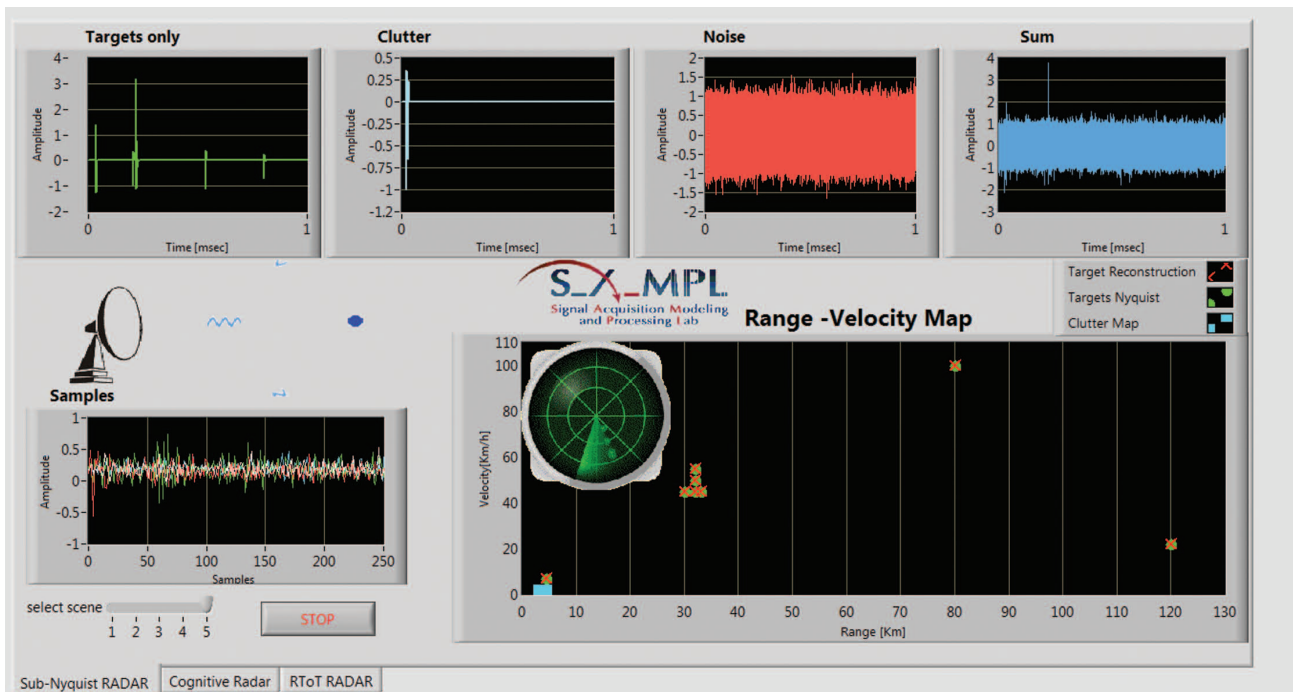 Targets only
Clutter
Noise
Sum
4-
3-
2-
1-
0-
-1-
-2-
Amplitude
0
1
Time [msec]
0.5-
0.25-
0-
-0.25-
-0.5-
-0.75-
-1-
-1.2-
Amplitude
0
1
Time [msec]
2-
1.5-
1-
0.5-
0-
-0.5-
-1-
-1.5-
-2-
Amplitude
0
1
Time [msec]
4
3
2
1
0
-1
-2
-3
Amplitude
0
1
Time [msec]
S_X_MPL
Signal Acquisition Modeling
and Processing Lab
Range -Velocity Map
Target Reconstruction
Targets Nyquist
Clutter Map
Samples
1-
0.5-
0-
-0.5-
-1-
Amplitude
0
50
100
150
200
250
Samples
select scene
1 2 3 4 5
STOP
110
100
80
60
40
20
0
Velocity[Km/h]
0 10 20 30 40 50 60 70 80 90 100 110 120 130
Range [Km]
Sub-Nyquist RADAR
Cognitive Radar
RToT RADAR